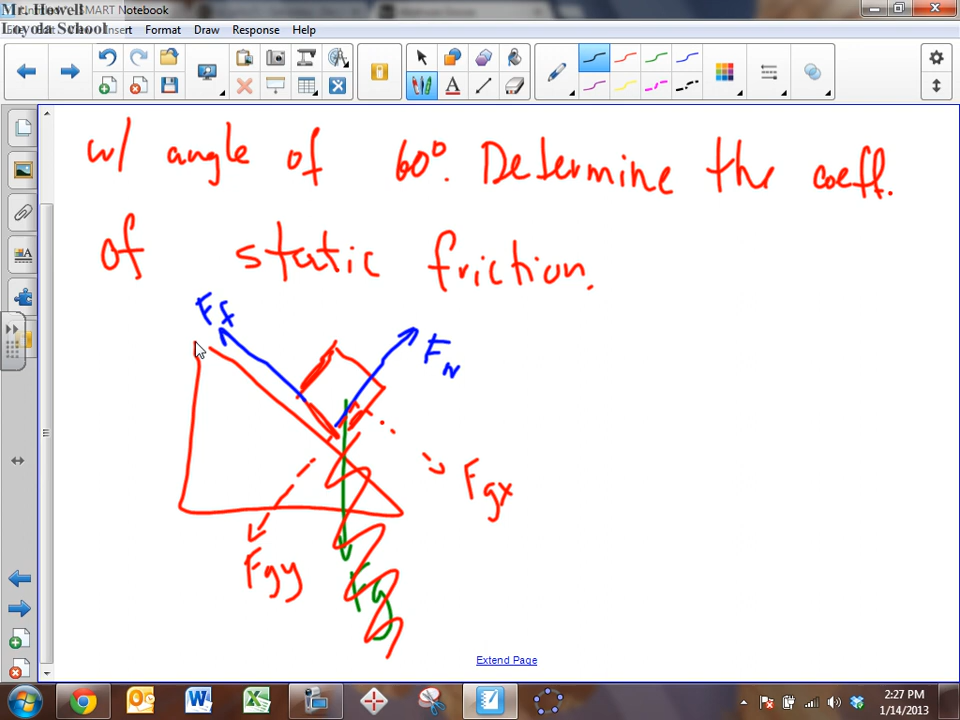 Mr. Howell
SMART Notebook
Loyola School
Insert Format Draw Response Help
w/ angle of 60°. Determine the coeff.
of static friction.
Ff
FN
Fgx
Fgy
Fg
Extend Page
2:27 PM
1/14/2013